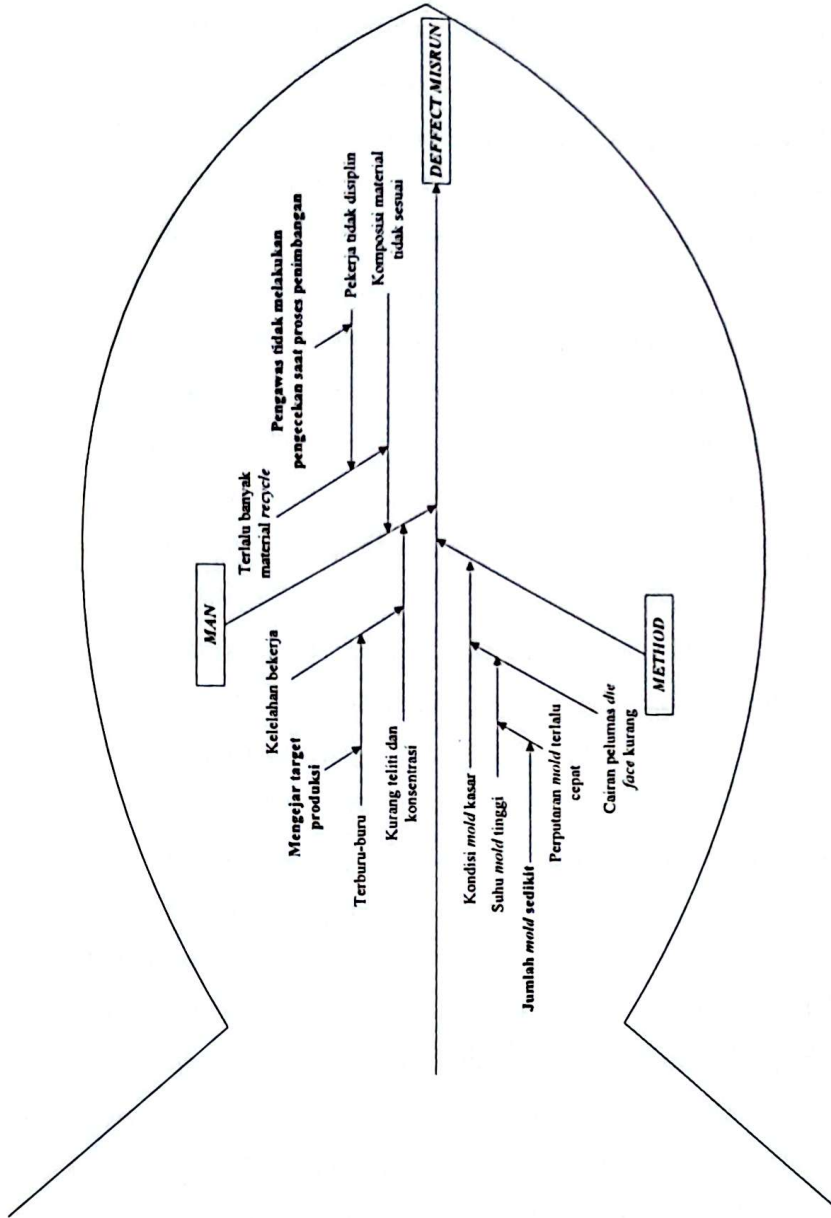 MAN
Terlalu banyak
material recycle
Pengawas tidak melakukan
pengecekan saat proses penimbangan
Pekerja tidak disiplin
Komposisi material
tidak sesuai
Kelelahan bekerja
Mengejar target
produksi
Terburu-buru
Kurang teliti dan
konsentrasi
DEFFECT MISRUN
Kondisi mold kasar
Suhu mold tinggi
Jumlah mold sedikit
Perputaran mold terlalu
cepat
Cairan pelumas die
face kurang
METHOD